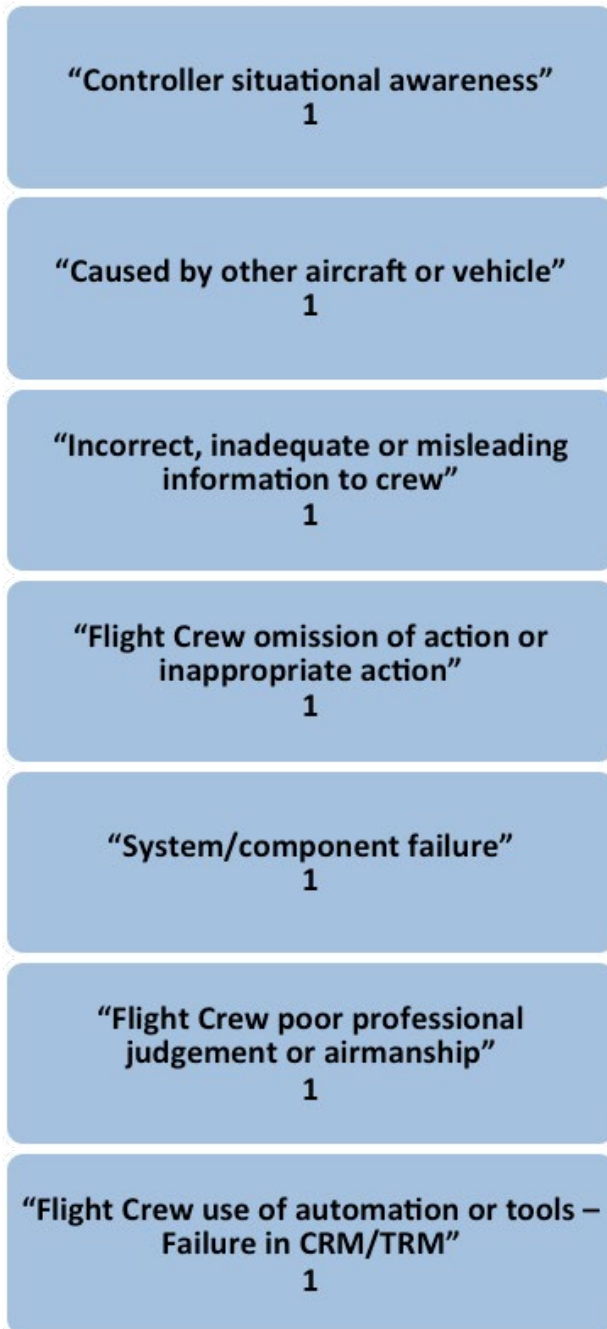 “Controller situational awareness”
1
“Caused by other aircraft or vehicle”
1
“Incorrect, inadequate or misleading
information to crew”
1
“Flight Crew omission of action or
inappropriate action”
1
“System/component failure”
1
“Flight Crew poor professional
judgement or airmanship”
1
“Flight Crew use of automation or tools –
Failure in CRM/TRM”
1